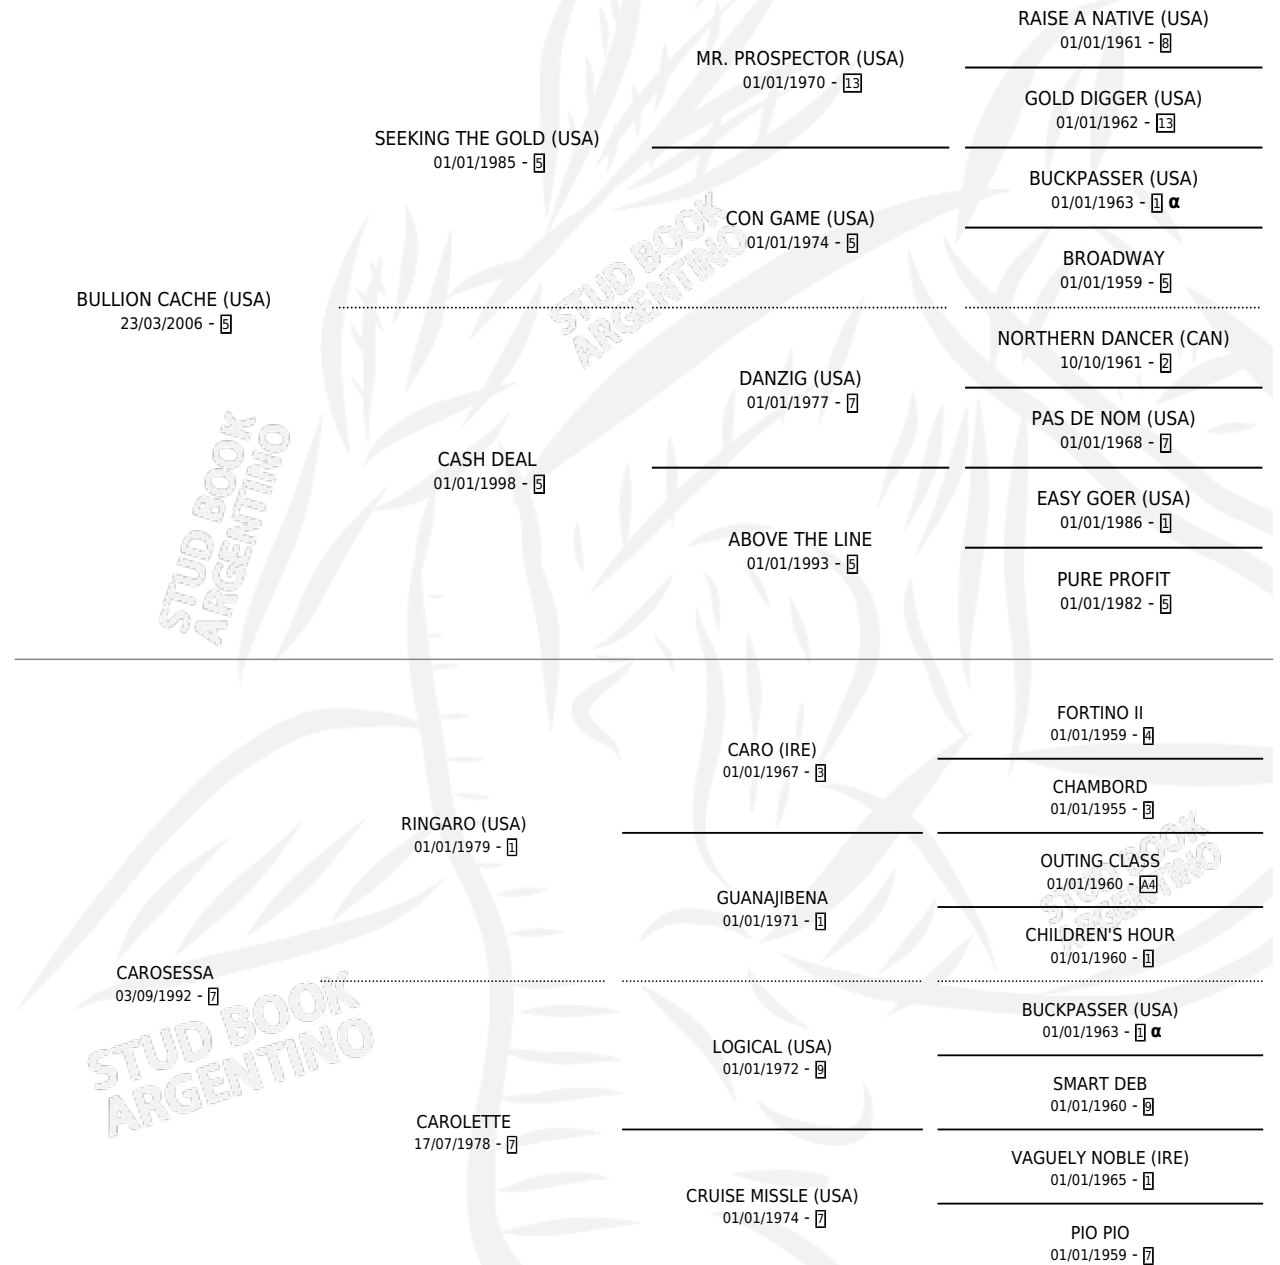 RAISE A NATIVE (USA)
01/01/1961 - 8
MR. PROSPECTOR (USA)
01/01/1970 - 13
GOLD DIGGER (USA)
01/01/1962 - 13
SEEKING THE GOLD (USA)
01/01/1985 - 5
BUCKPASSER (USA)
01/01/1963 - 1 α
CON GAME (USA)
01/01/1974 - 5
BROADWAY
01/01/1959 - 5
BULLION CACHE (USA)
23/03/2006 - 5
NORTHERN DANCER (CAN)
10/10/1961 - 2
DANZIG (USA)
01/01/1977 - 7
PAS DE NOM (USA)
01/01/1968 - 7
CASH DEAL
01/01/1998 - 5
EASY GOER (USA)
01/01/1986 - 1
ABOVE THE LINE
01/01/1993 - 5
PURE PROFIT
01/01/1982 - 5
STUD BOOK
ARGENTINO
STUD BOOK
ARGENTINO
FORTINO II
01/01/1959 - 4
CARO (IRE)
01/01/1967 - 3
CHAMBORD
01/01/1955 - 3
RINGARO (USA)
01/01/1979 - 1
OUTING CLASS
01/01/1960 - A4
GUANAJIBENA
01/01/1971 - 1
CHILDREN'S HOUR
01/01/1960 - 1
CAROSESSA
03/09/1992 - 7
BUCKPASSER (USA)
01/01/1963 - 1 α
LOGICAL (USA)
01/01/1972 - 9
SMART DEB
01/01/1960 - 9
CAROLETTE
17/07/1978 - 7
VAGUELY NOBLE (IRE)
01/01/1965 - 1
CRUISE MISSLE (USA)
01/01/1974 - 7
PIO PIO
01/01/1959 - 7
STUD BOOK
ARGENTINO
STUD BOOK
ARGENTINO